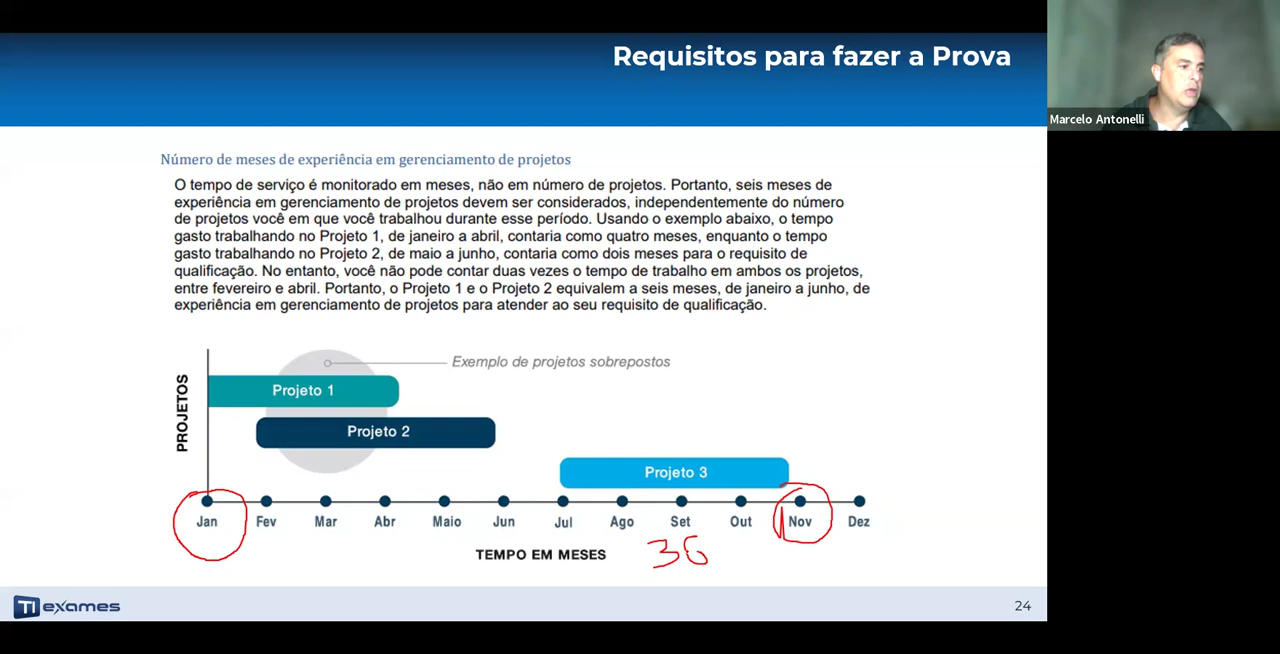 Requisitos para fazer a Prova
Marcelo Antonelli
Número de meses de experiência em gerenciamento de projetos
O tempo de serviço é monitorado em meses, não em número de projetos. Portanto, seis meses de
experiência em gerenciamento de projetos devem ser considerados, independentemente do número
de projetos você em que você trabalhou durante esse período. Usando o exemplo abaixo, o tempo
gasto trabalhando no Projeto 1, de janeiro a abril, contaria como quatro meses, enquanto o tempo
gasto trabalhando no Projeto 2, de maio a junho, contaria como dois meses para o requisito de
qualificação. No entanto, você não pode contar duas vezes o tempo de trabalho em ambos os projetos,
entre fevereiro e abril. Portanto, o Projeto 1 e o Projeto 2 equivalem a seis meses, de janeiro a junho, de
experiência em gerenciamento de projetos para atender ao seu requisito de qualificação.
Exemplo de projetos sobrepostos
PROJETOS
Projeto 1
Projeto 2
Projeto 3
Jan Fev Mar Abr Maio Jun Jul Ago Set Out Nov Dez
TEMPO EM MESES
36
TI exames
24